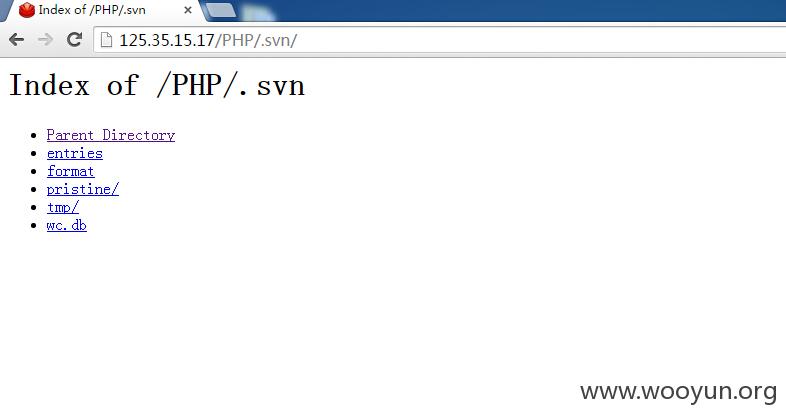 Index of /PHP/.svn
125.35.15.17/PHP/.svn/
Index of /PHP/.svn
Parent Directory
entries
format
pristine/
tmp/
wc.db
www.wooyun.org